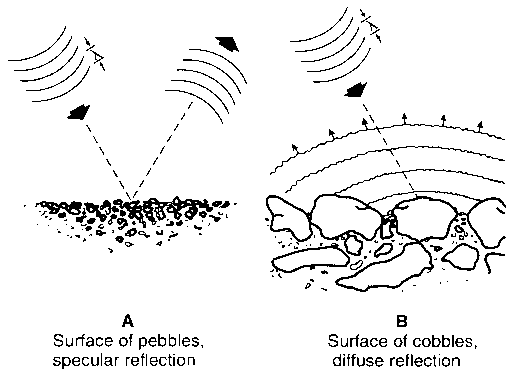 A
Surface of pebbles,
specular reflection
B
Surface of cobbles,
diffuse reflection